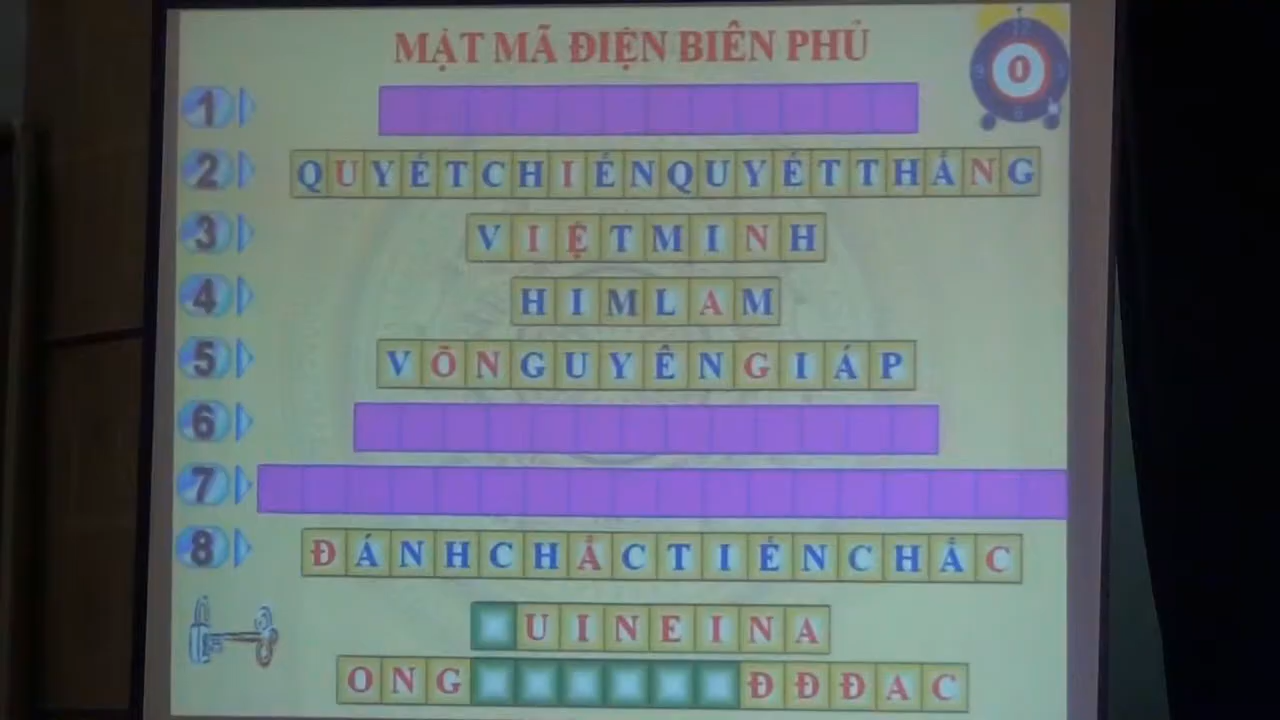 MẬT MÃ ĐIỆN BIÊN PHỦ
0
1
2 QUYẾTCHIẾNQUYẾTTHẮNG
3 VIỆTMINH
4 HIMLAM
5 VÕNGUYÊNGIÁP
6
7
8 ĐÁNHCHẮCTIẾNCHẮC
UINEINA
ONG ĐĐĐAC